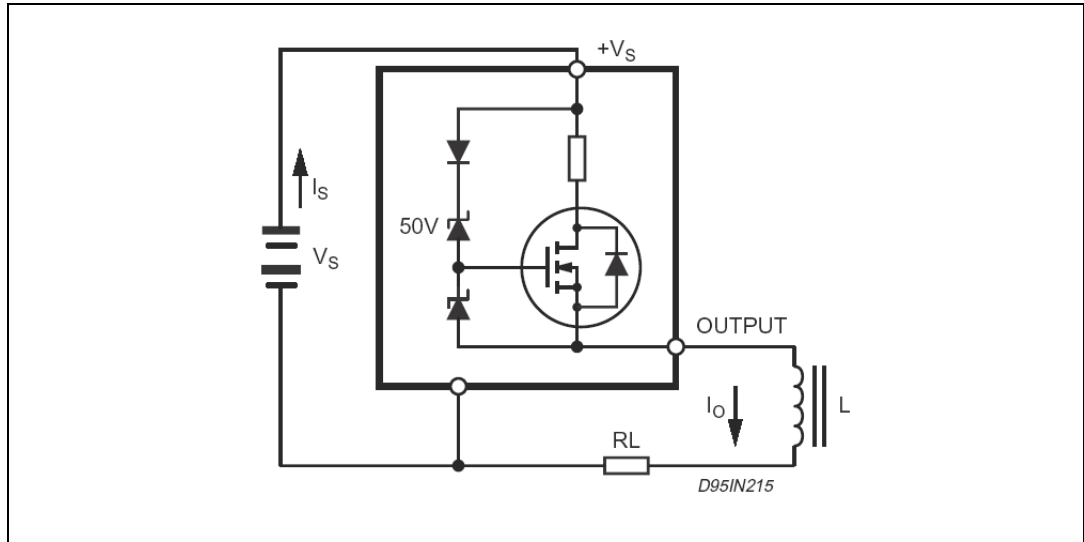 +VS
IS
50V
VS
OUTPUT
IO
L
RL
D95IN215